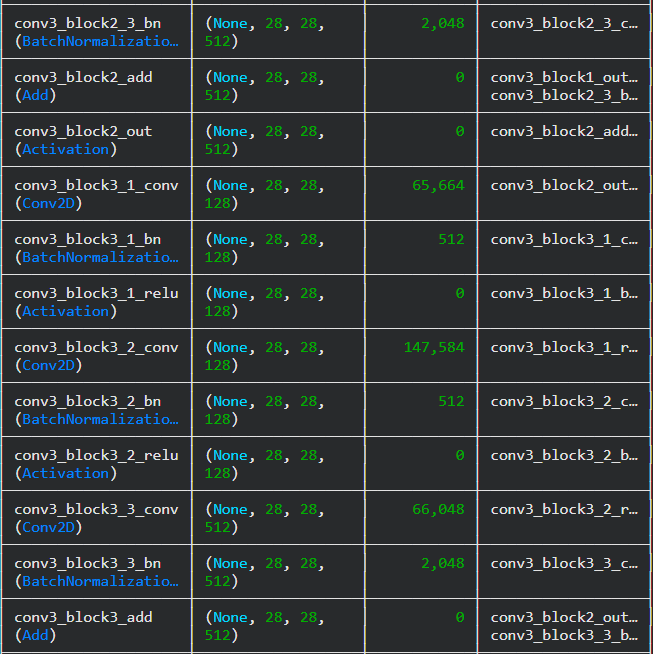 conv3_block2_3_bn (None, 28, 28, 2,048 conv3_block2_3_c…
(BatchNormalizatio… 512)
conv3_block2_add (None, 28, 28, 0 conv3_block1_out…
(Add) 512) conv3_block2_3_b…
conv3_block2_out (None, 28, 28, 0 conv3_block2_add…
(Activation) 512)
conv3_block3_1_conv (None, 28, 28, 65,664 conv3_block2_out…
(Conv2D) 128)
conv3_block3_1_bn (None, 28, 28, 512 conv3_block3_1_c…
(BatchNormalizatio… 128)
conv3_block3_1_relu (None, 28, 28, 0 conv3_block3_1_b…
(Activation) 128)
conv3_block3_2_conv (None, 28, 28, 147,584 conv3_block3_1_r…
(Conv2D) 128)
conv3_block3_2_bn (None, 28, 28, 512 conv3_block3_2_c…
(BatchNormalizatio… 128)
conv3_block3_2_relu (None, 28, 28, 0 conv3_block3_2_b…
(Activation) 128)
conv3_block3_3_conv (None, 28, 28, 66,048 conv3_block3_2_r…
(Conv2D) 512)
conv3_block3_3_bn (None, 28, 28, 2,048 conv3_block3_3_c…
(BatchNormalizatio… 512)
conv3_block3_add (None, 28, 28, 0 conv3_block2_out…
(Add) 512) conv3_block3_3_b…